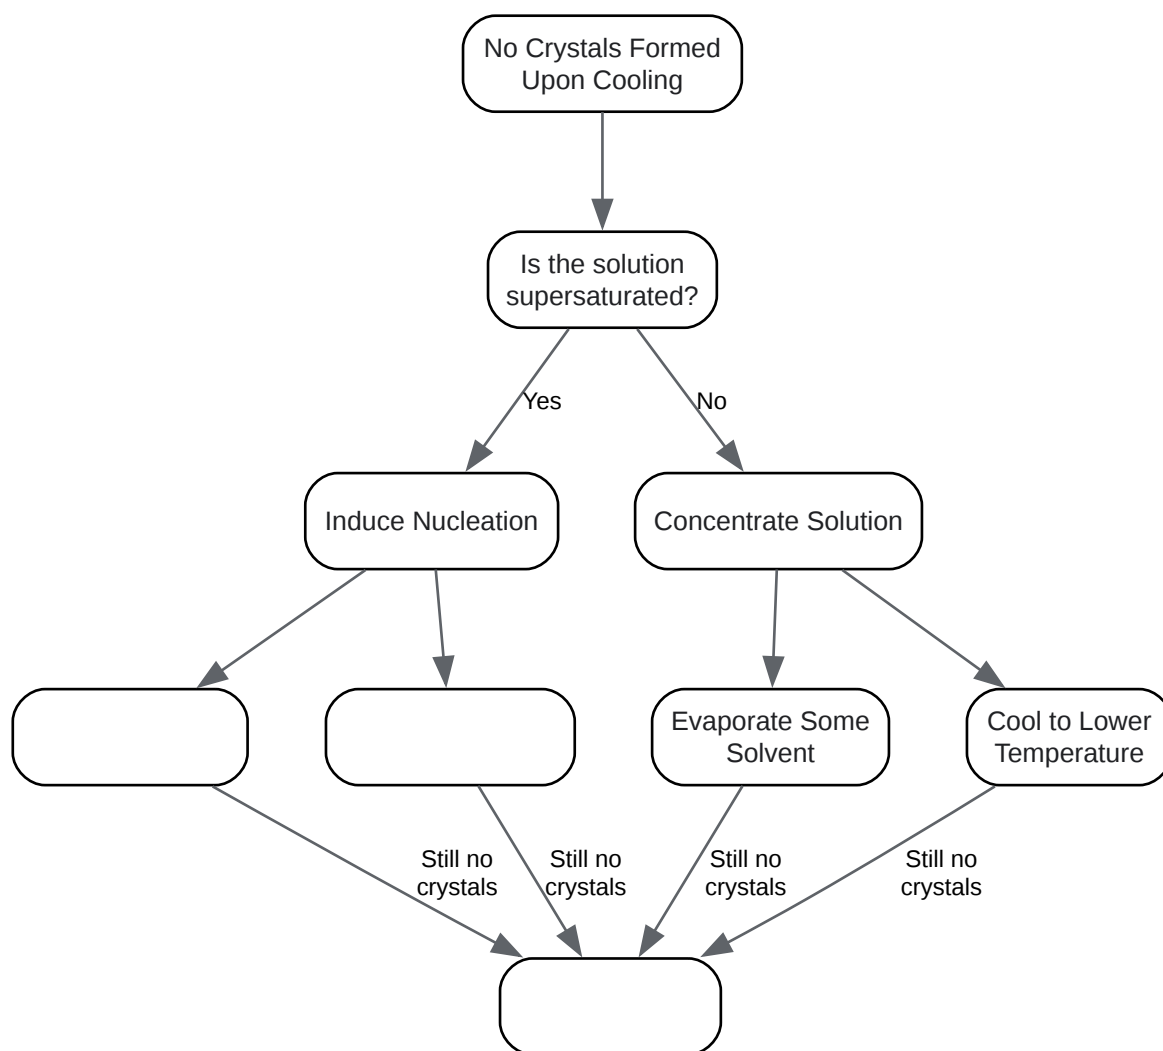 No Crystals Formed
Upon Cooling
Is the solution
supersaturated?
Yes
No
Induce Nucleation
Concentrate Solution
Evaporate Some
Solvent
Cool to Lower
Temperature
Still no
crystals
Still no
crystals
Still no
crystals
Still no
crystals